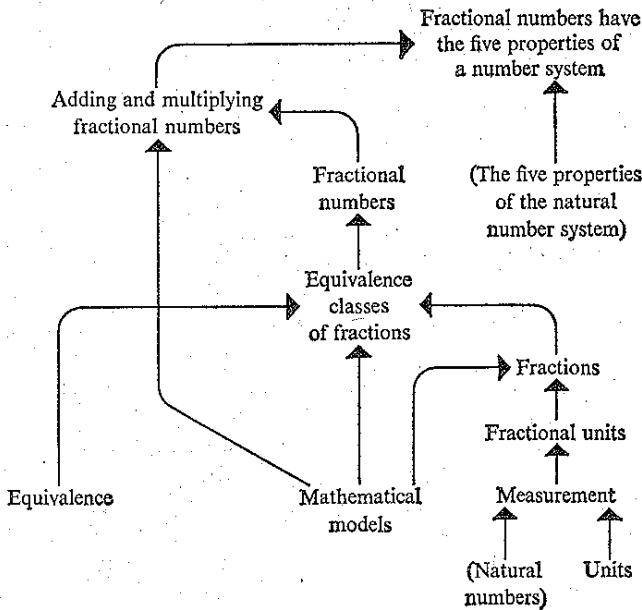 Fractional numbers have
the five properties of
a number system
Adding and multiplying
fractional numbers
Fractional
numbers
(The five properties
of the natural
number system)
Equivalence
classes
of fractions
Fractions
Fractional units
Equivalence
Mathematical
models
Measurement
(Natural
numbers)
Units